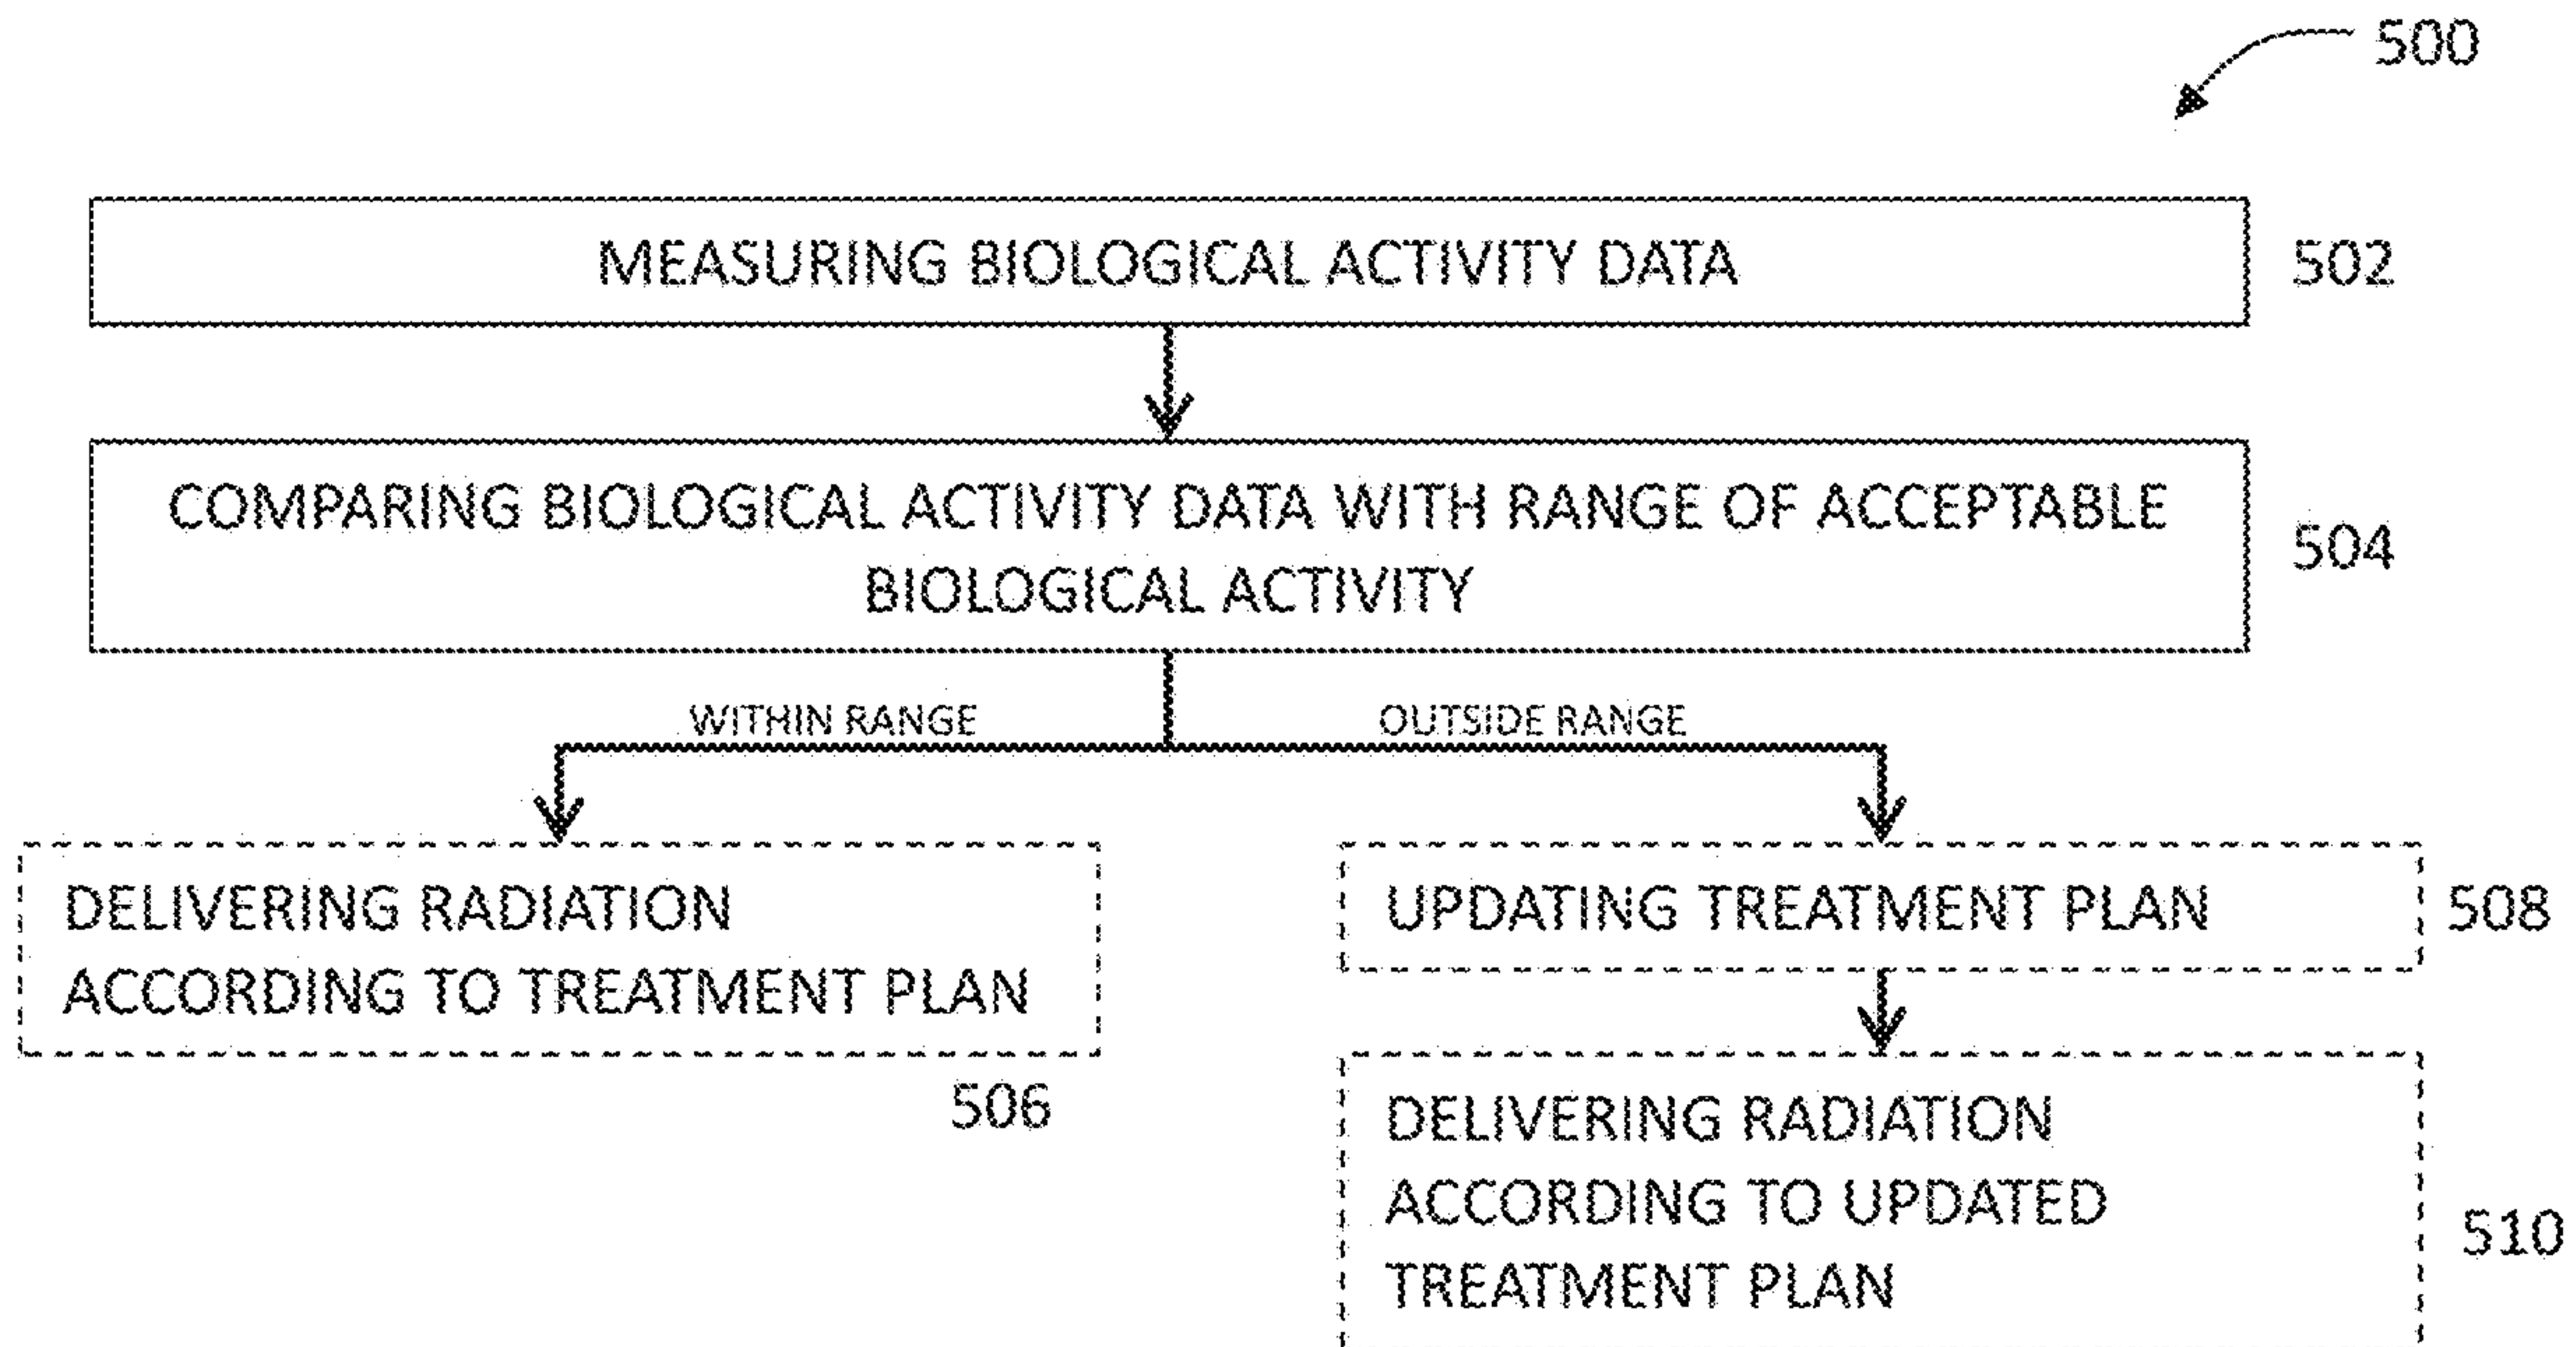 500
MEASURING BIOLOGICAL ACTIVITY DATA
502
COMPARING BIOLOGICAL ACTIVITY DATA WITH RANGE OF ACCEPTABLE
BIOLOGICAL ACTIVITY
504
WITHIN RANGE
OUTSIDE RANGE
DELIVERING RADIATION
ACCORDING TO TREATMENT PLAN
506
UPDATING TREATMENT PLAN
508
DELIVERING RADIATION
ACCORDING TO UPDATED
TREATMENT PLAN
510